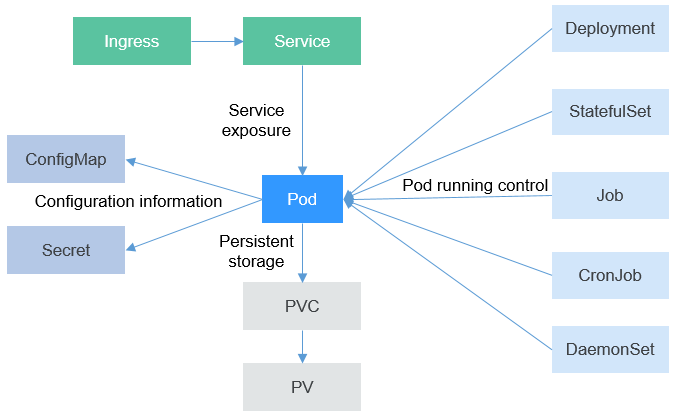 Ingress
Service
Deployment
Service
exposure
StatefulSet
ConfigMap
Configuration information
Pod
Pod running control
Job
Secret
Persistent
storage
CronJob
PVC
DaemonSet
PV